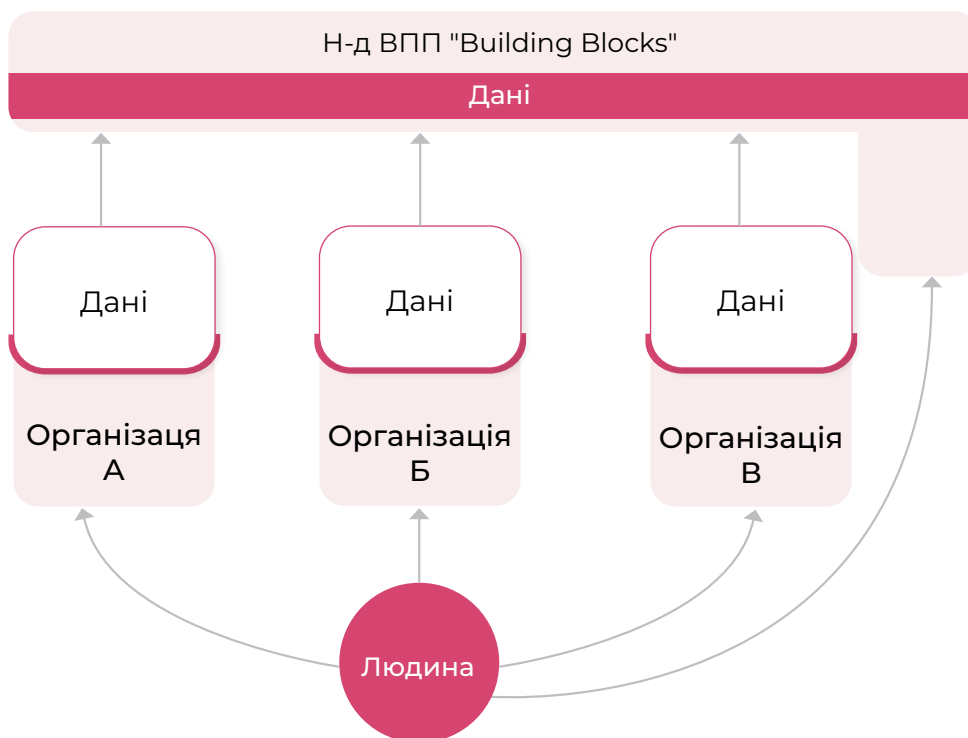 Н-д ВПП "Building Blocks"
Дані
Дані
Дані
Дані
Організаця
А
Організація
Б
Організація
В
Людина